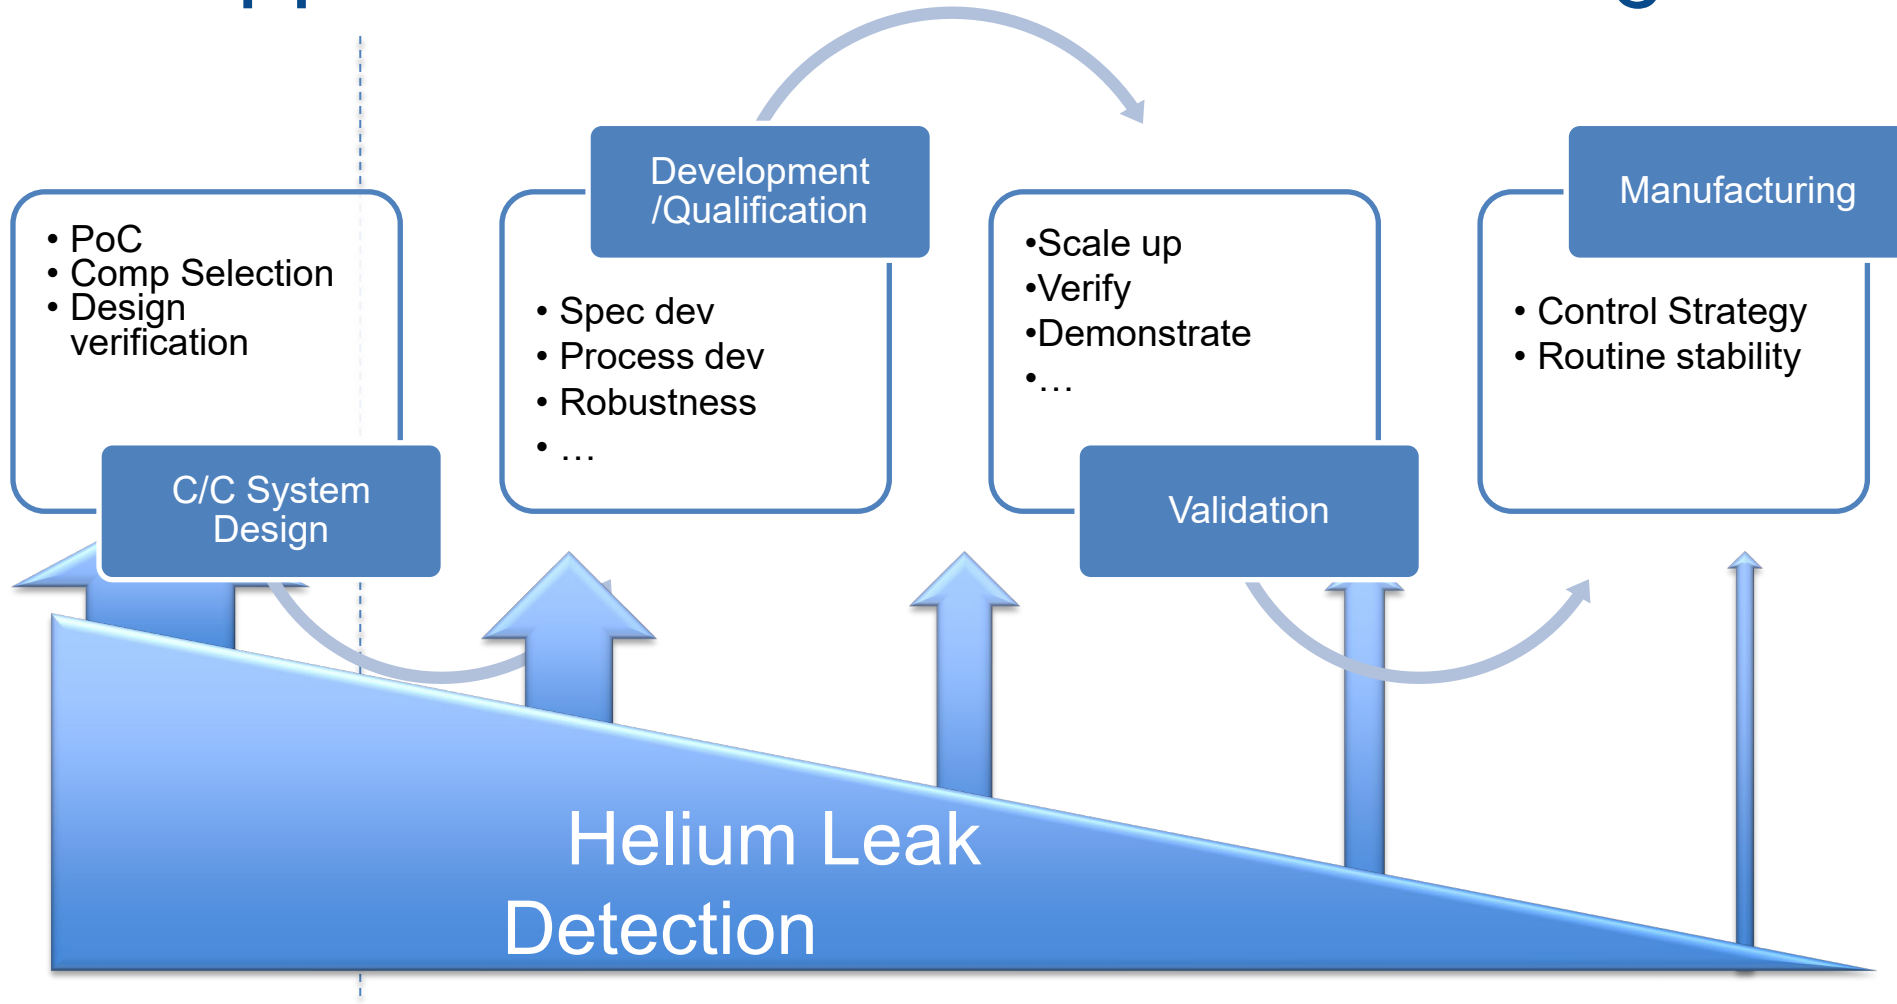 • PoC
• Comp Selection
• Design
verification
C/C System
Design
Development
/Qualification
• Spec dev
• Process dev
• Robustness
• …
•Scale up
•Verify
•Demonstrate
•…
Validation
Manufacturing
• Control Strategy
• Routine stability
Helium Leak
Detection